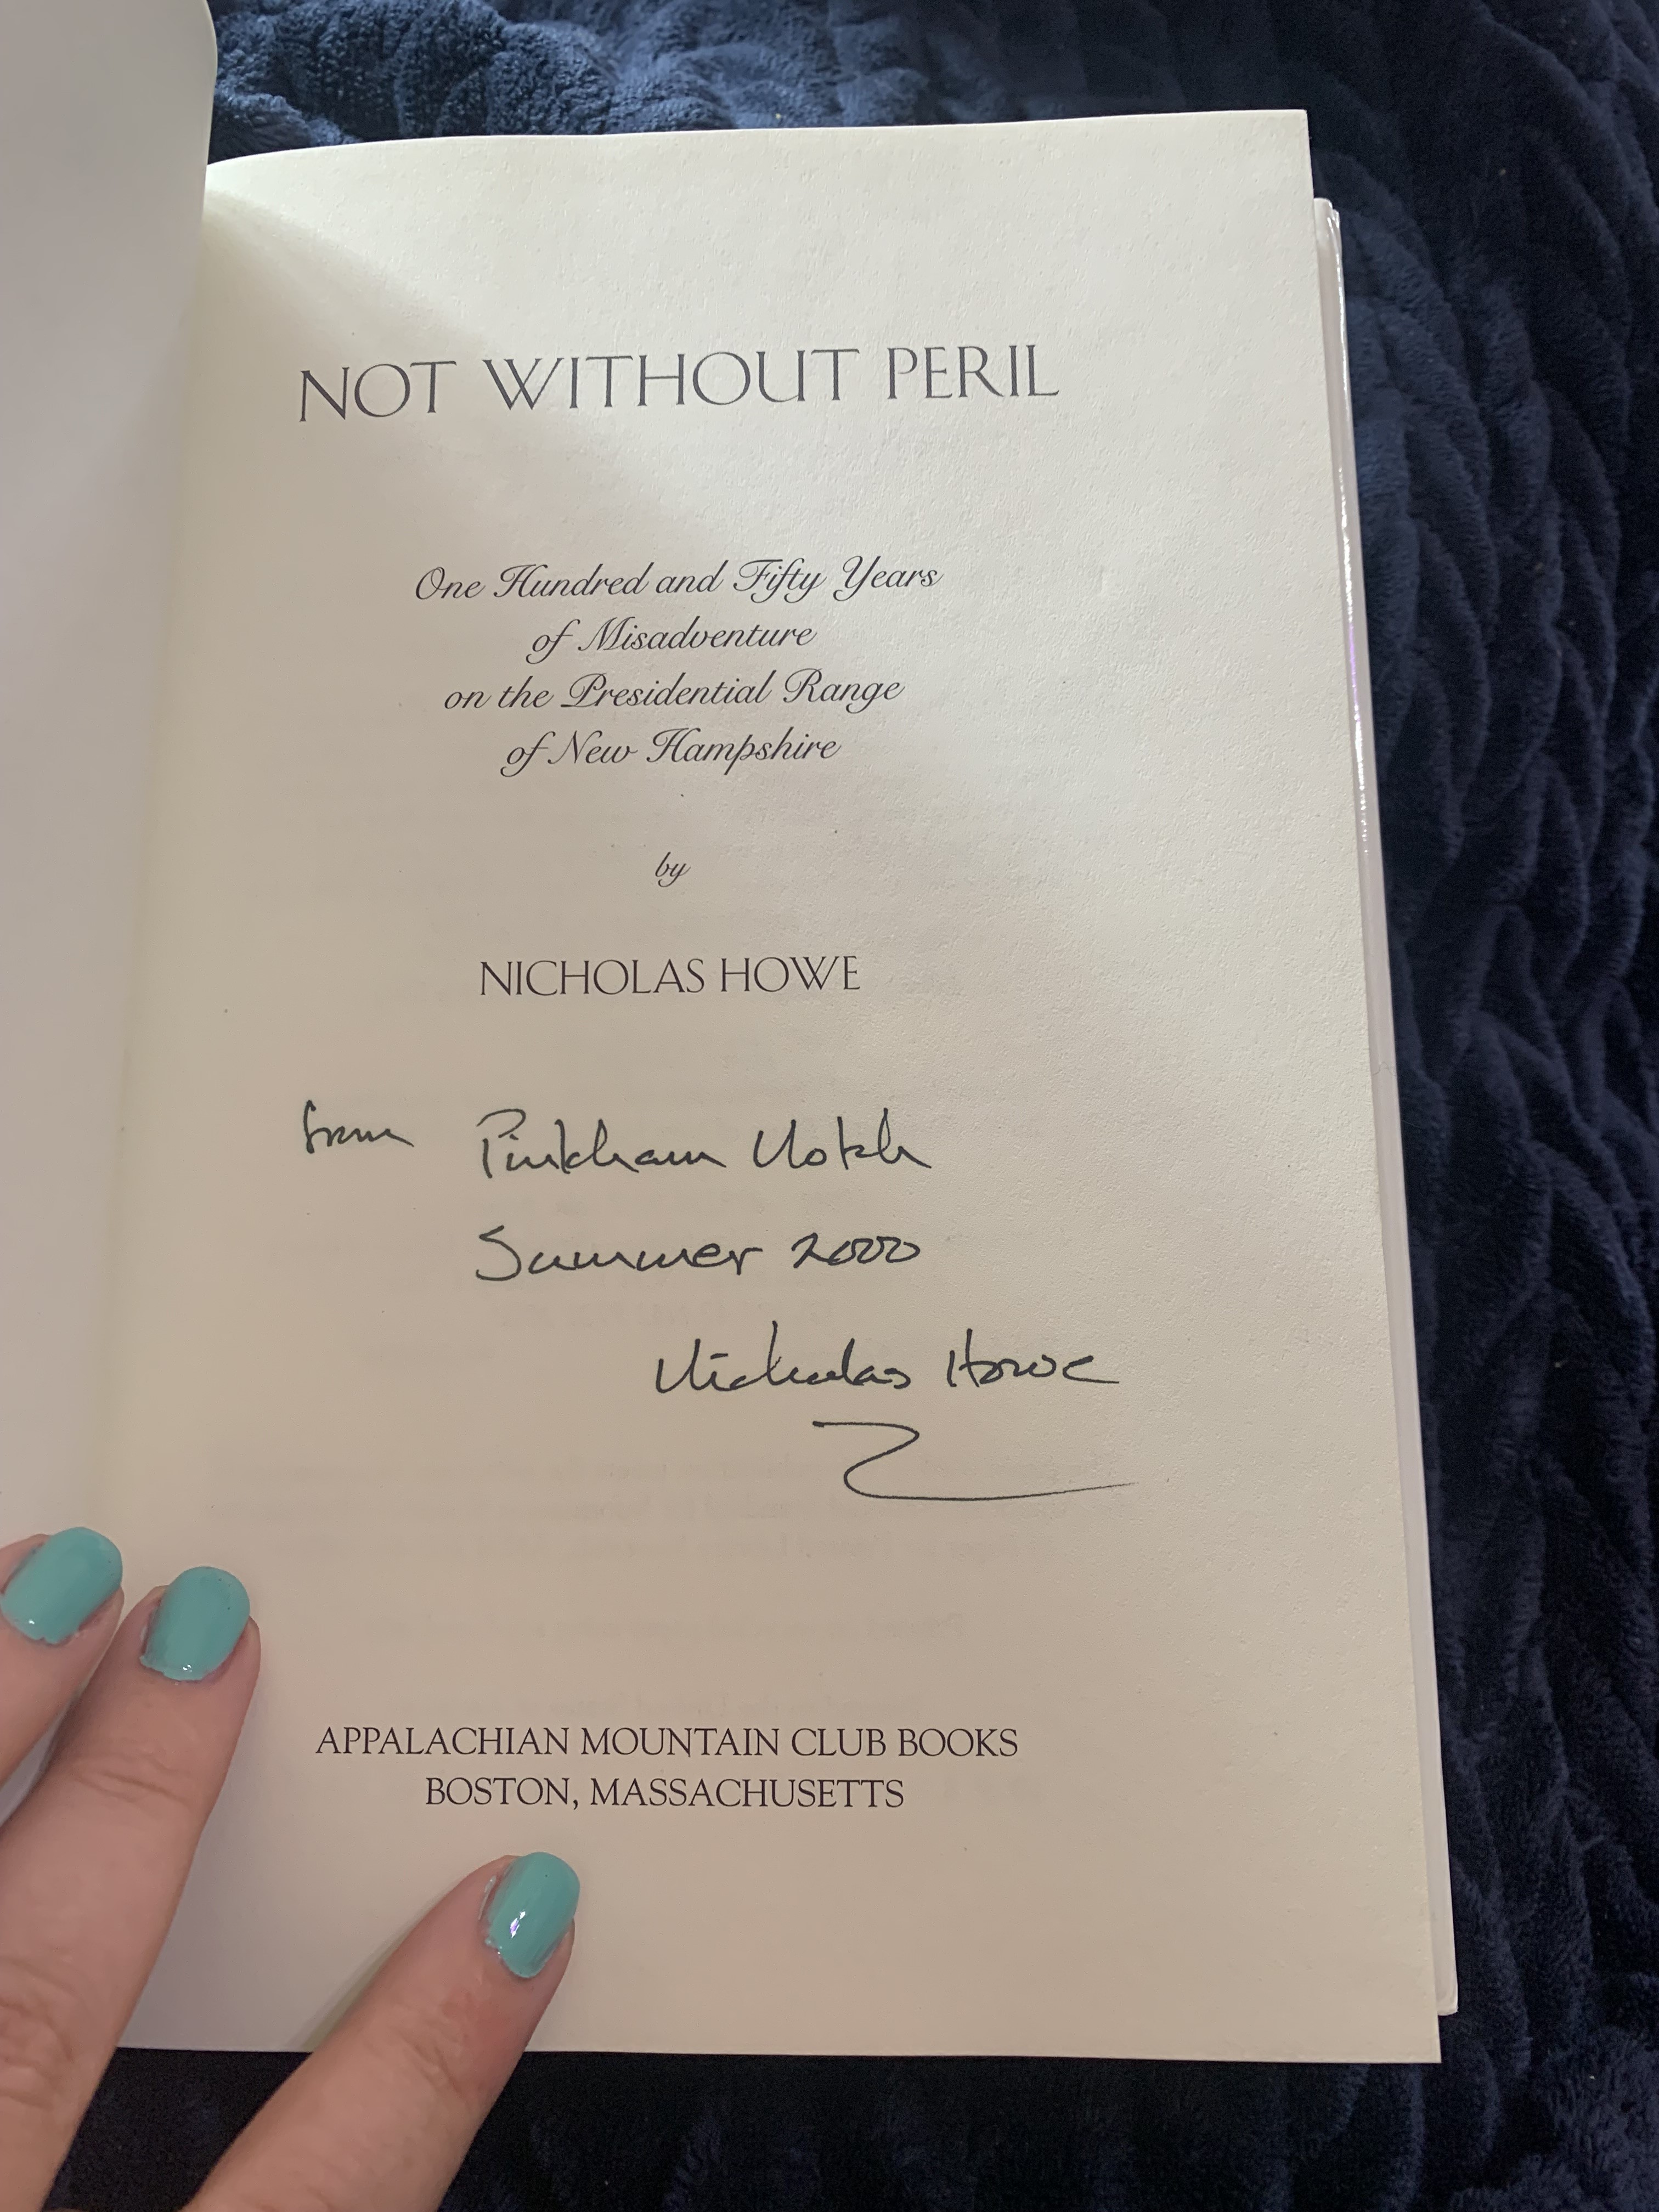 NOT WITHOUT PERIL
One Hundred and Fifty Years
of Misadventure
on the Presidential Range
of New Hampshire
by
NICHOLAS HOWE
from Pinkham Notch
Summer 2000
Nicholas Howe
APPALACHIAN MOUNTAIN CLUB BOOKS
BOSTON, MASSACHUSETTS